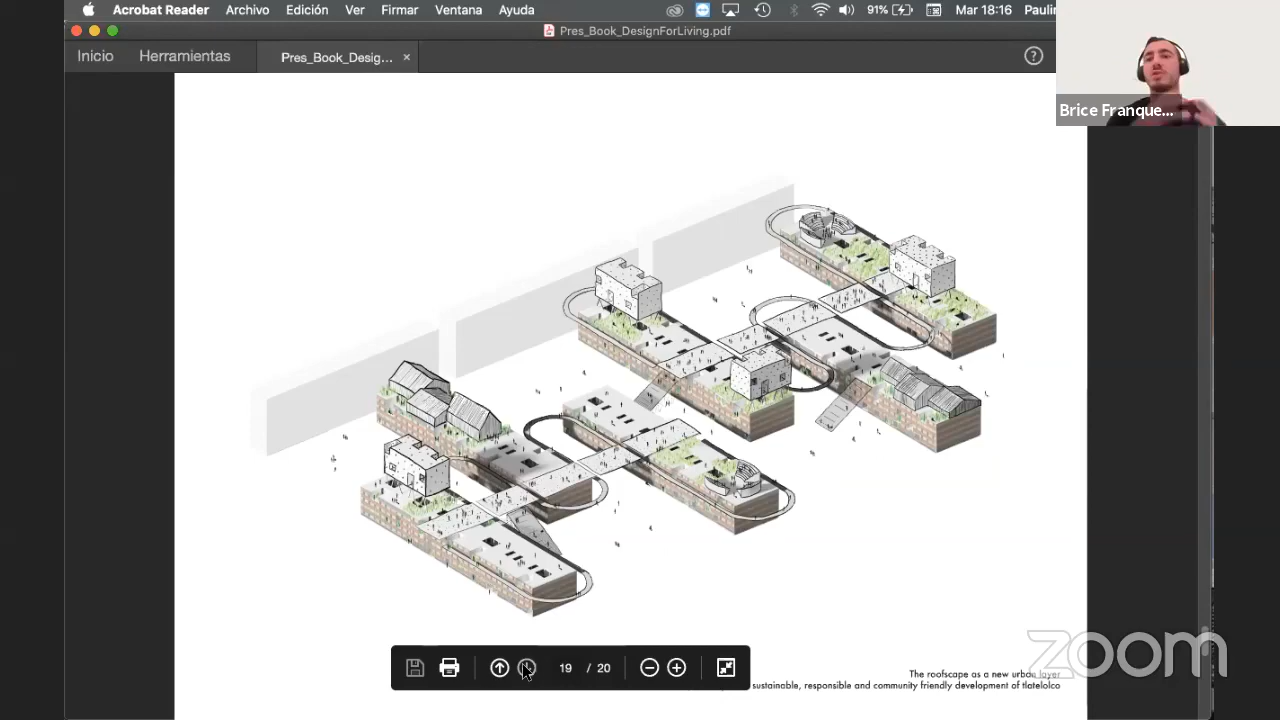 Acrobat Reader Archivo Edición Ver Firmar Ventana Ayuda 91% Mar 18:16 Paulin
Pres_Book_DesignForLiving.pdf
Inicio Herramientas Pres_Book_Desig... × ?
Brice Franque...
19 / 20
The roofscape as a new urban layer
sustainable, responsible and community friendly development of tlatelolco
zoom